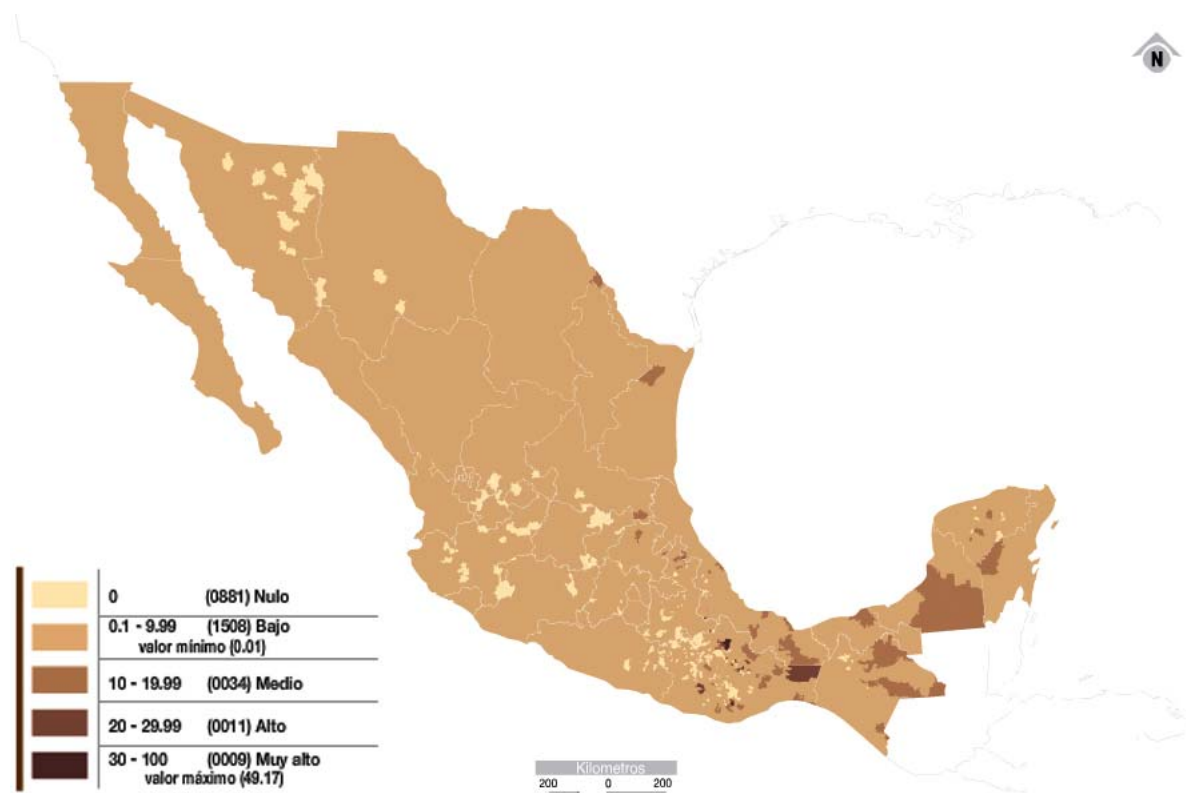 N
0 (0881) Nulo
0.1 - 9.99 (1508) Bajo
valor mínimo (0.01)
10 - 19.99 (0034) Medio
20 - 29.99 (0011) Alto
30 - 100 (0009) Muy alto
valor máximo (49.17)
Kilometros
200 0 200